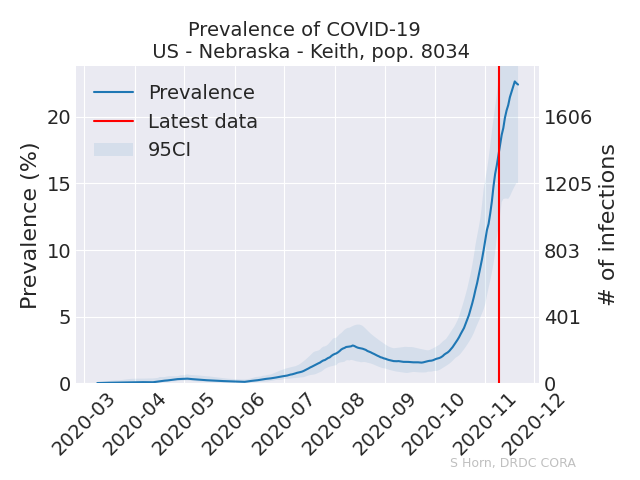 Prevalence of COVID-19
US - Nebraska - Keith, pop. 8034
Prevalence
Latest data
95CI
Prevalence (%)
20
15
10
5
0
1606
1205
803
401
0
# of infections
2020-03
2020-04
2020-05
2020-06
2020-07
2020-08
2020-09
2020-10
2020-11
2020-12
S Horn, DRDC CORA